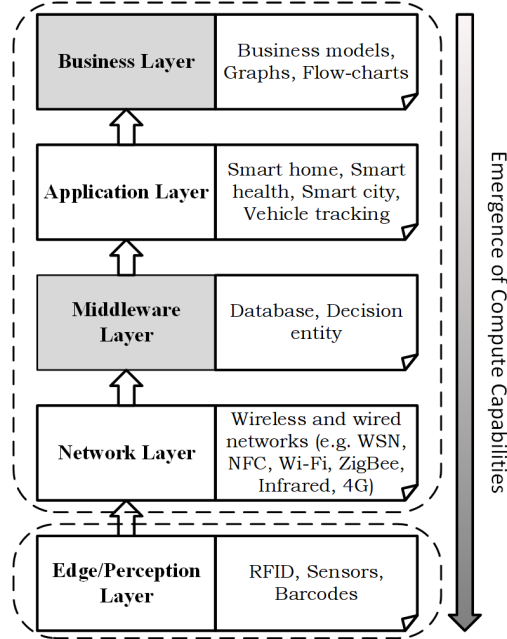 Business Layer
Business models,
Graphs, Flow-charts
Application Layer
Smart home, Smart
health, Smart city,
Vehicle tracking
Middleware
Layer
Database, Decision
entity
Network Layer
Wireless and wired
networks (e.g. WSN,
NFC, Wi-Fi, ZigBee,
Infrared, 4G)
Edge/Perception
Layer
RFID, Sensors,
Barcodes
Emergence of Compute Capabilities